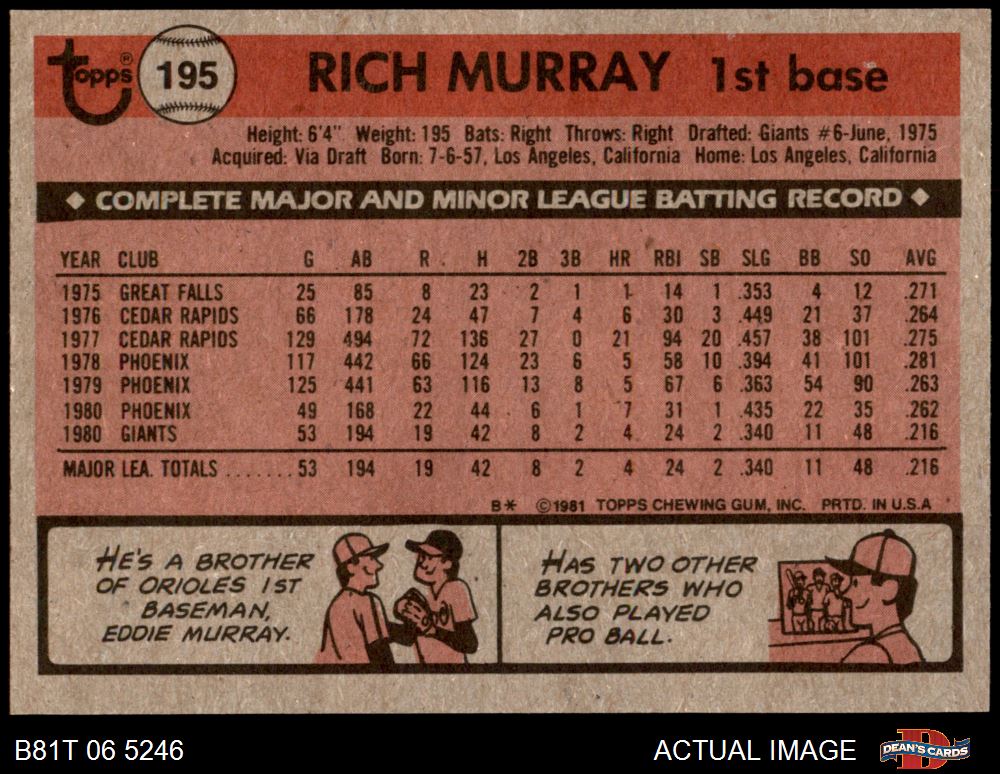 Topps® 195 RICH MURRAY 1st base
Height: 6'4" Weight: 195 Bats: Right Throws: Right Drafted: Giants #6-June, 1975
Acquired: Via Draft Born: 7-6-57, Los Angeles, California Home: Los Angeles, California
◆ COMPLETE MAJOR AND MINOR LEAGUE BATTING RECORD ◆
YEAR CLUB G AB R H 2B 3B HR RBI SB SLG BB SO AVG
1975 GREAT FALLS 25 85 8 23 2 1 1 14 1 .353 4 12 .271
1976 CEDAR RAPIDS 66 178 24 47 7 4 6 30 3 .449 21 37 .264
1977 CEDAR RAPIDS 129 494 72 136 27 0 21 94 20 .457 38 101 .275
1978 PHOENIX 117 442 66 124 23 6 5 58 10 .394 41 101 .281
1979 PHOENIX 125 441 63 116 13 8 5 67 6 .363 54 90 .263
1980 PHOENIX 49 168 22 44 6 1 7 31 1 .435 22 35 .262
1980 GIANTS 53 194 19 42 8 2 4 24 2 .340 11 48 .216
MAJOR LEA. TOTALS ....... 53 194 19 42 8 2 4 24 2 .340 11 48 .216
B* ©1981 TOPPS CHEWING GUM, INC. PRTD. IN U.S.A
HE'S A BROTHER
OF ORIOLES 1ST
BASEMAN,
EDDIE MURRAY.
HAS TWO OTHER
BROTHERS WHO
ALSO PLAYED
PRO BALL.
B81T 06 5246 ACTUAL IMAGE DEAN'S CARDS